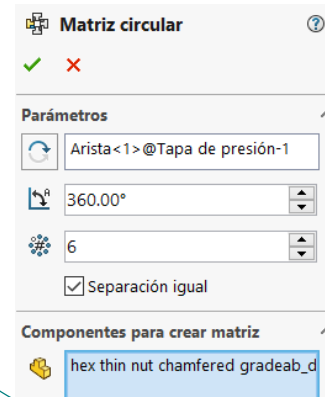 Matriz circular
Parámetros
Arista<1>@Tapa de presión-1
360.00°
6
Separación igual
Componentes para crear matriz
hex thin nut chamfered gradeab_d